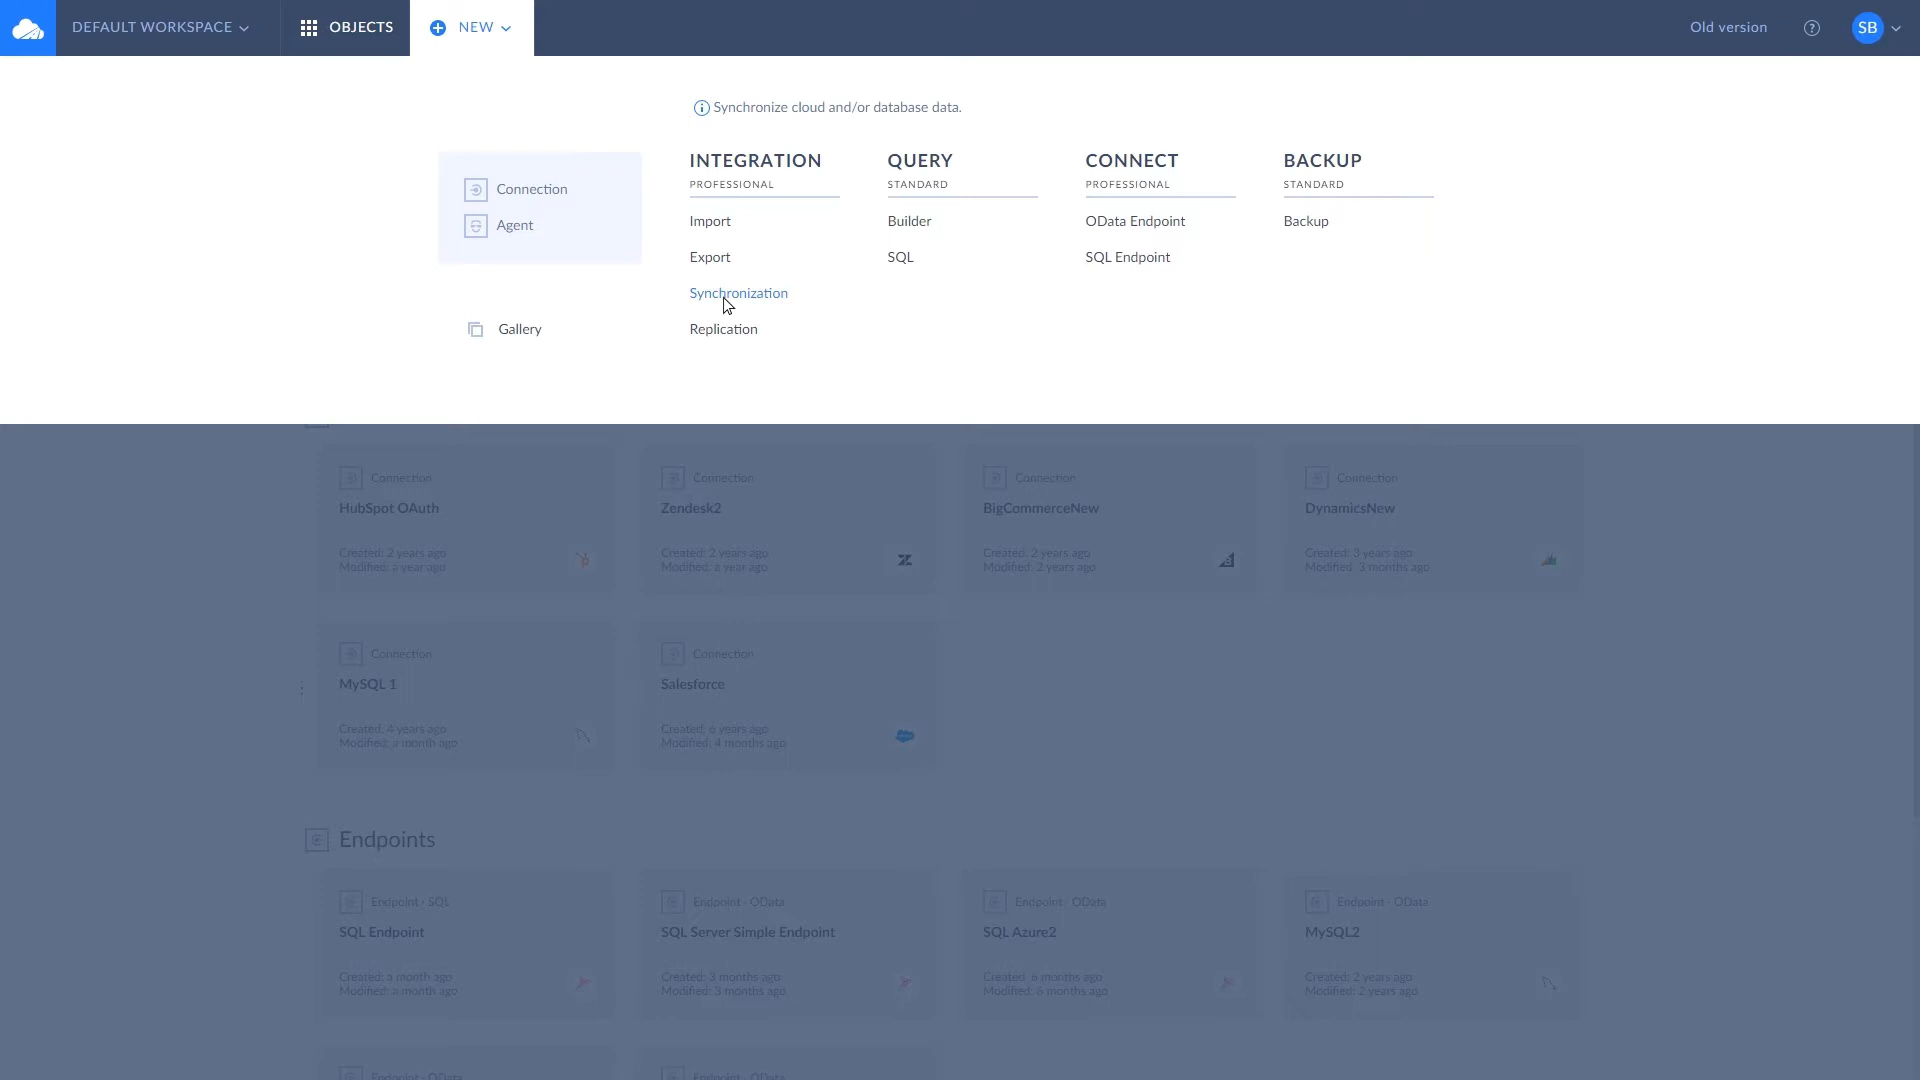 DEFAULT WORKSPACE
OBJECTS
NEW
Old version
?
SB
Synchronize cloud and/or database data.
Connection
Agent
Gallery
INTEGRATION
PROFESSIONAL
Import
Export
Synchronization
Replication
QUERY
STANDARD
Builder
SQL
CONNECT
PROFESSIONAL
OData Endpoint
SQL Endpoint
BACKUP
STANDARD
Backup
Connection
HubSpot OAuth
Created: 2 years ago
Modified: a year ago
Connection
Zendesk2
Created: 2 years ago
Modified: a year ago
Connection
BigCommerceNew
Created: 2 years ago
Modified: 2 years ago
Connection
DynamicsNew
Created: 3 years ago
Modified: 3 months ago
Connection
MySQL 1
Created: 4 years ago
Modified: a month ago
Connection
Salesforce
Created: 6 years ago
Modified: 4 months ago
Endpoints
Endpoint - SQL
SQL Endpoint
Created: a month ago
Modified: a month ago
Endpoint - OData
SQL Server Simple Endpoint
Created: 3 months ago
Modified: 3 months ago
Endpoint - OData
SQL Azure2
Created: 6 months ago
Modified: 6 months ago
Endpoint - OData
MySQL2
Created: 2 years ago
Modified: 2 years ago
Endpoint - OData
Endpoint - OData